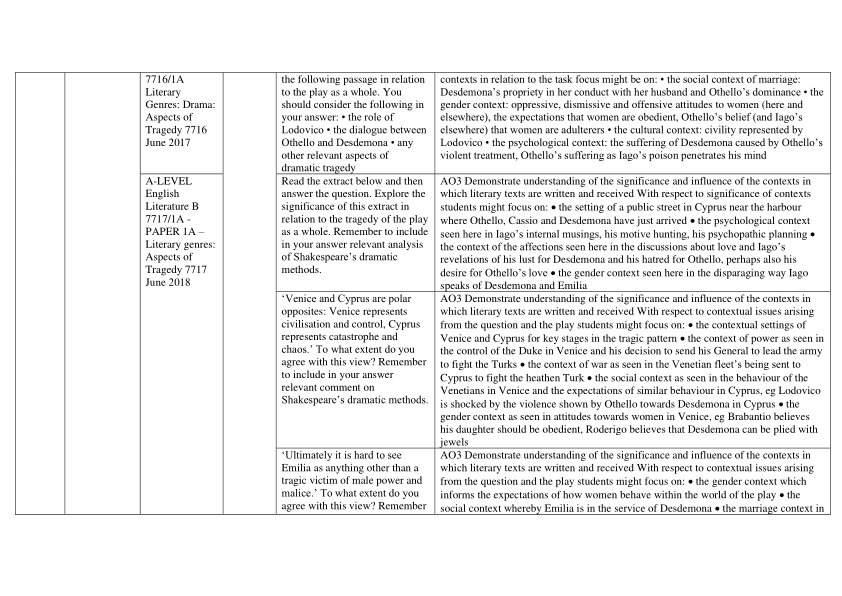 7716/1A
Literary
Genres: Drama:
Aspects of
Tragedy 7716
June 2017
the following passage in relation
to the play as a whole. You
should consider the following in
your answer: • the role of
Lodovico • the dialogue between
Othello and Desdemona • any
other relevant aspects of
dramatic tragedy
contexts in relation to the task focus might be on: • the social context of marriage:
Desdemona’s propriety in her conduct with her husband and Othello’s dominance • the
gender context: oppressive, dismissive and offensive attitudes to women (here and
elsewhere), the expectations that women are obedient, Othello’s belief (and Iago’s
elsewhere) that women are adulterers • the cultural context: civility represented by
Lodovico • the psychological context: the suffering of Desdemona caused by Othello’s
violent treatment, Othello’s suffering as Iago’s poison penetrates his mind
A-LEVEL
English
Literature B
7717/1A -
PAPER 1A –
Literary genres:
Aspects of
Tragedy 7717
June 2018
Read the extract below and then
answer the question. Explore the
significance of this extract in
relation to the tragedy of the play
as a whole. Remember to include
in your answer relevant analysis
of Shakespeare’s dramatic
methods.
AO3 Demonstrate understanding of the significance and influence of the contexts in
which literary texts are written and received With respect to significance of contexts
students might focus on: • the setting of a public street in Cyprus near the harbour
where Othello, Cassio and Desdemona have just arrived • the psychological context
seen here in Iago’s internal musings, his motive hunting, his psychopathic planning •
the context of the affections seen here in the discussions about love and Iago’s
revelations of his lust for Desdemona and his hatred for Othello, perhaps also his
desire for Othello’s love • the gender context seen here in the disparaging way Iago
speaks of Desdemona and Emilia
‘Venice and Cyprus are polar
opposites: Venice represents
civilisation and control, Cyprus
represents catastrophe and
chaos.’ To what extent do you
agree with this view? Remember
to include in your answer
relevant comment on
Shakespeare’s dramatic methods.
AO3 Demonstrate understanding of the significance and influence of the contexts in
which literary texts are written and received With respect to contextual issues arising
from the question and the play students might focus on: • the contextual settings of
Venice and Cyprus for key stages in the tragic pattern • the context of power as seen in
the control of the Duke in Venice and his decision to send his General to lead the army
to fight the Turks • the context of war as seen in the Venetian fleet’s being sent to
Cyprus to fight the heathen Turk • the social context as seen in the behaviour of the
Venetians in Venice and the expectations of similar behaviour in Cyprus, eg Lodovico
is shocked by the violence shown by Othello towards Desdemona in Cyprus • the
gender context as seen in attitudes towards women in Venice, eg Brabantio believes
his daughter should be obedient, Roderigo believes that Desdemona can be plied with
jewels
‘Ultimately it is hard to see
Emilia as anything other than a
tragic victim of male power and
malice.’ To what extent do you
agree with this view? Remember
AO3 Demonstrate understanding of the significance and influence of the contexts in
which literary texts are written and received With respect to contextual issues arising
from the question and the play students might focus on: • the gender context which
informs the expectations of how women behave within the world of the play • the
social context whereby Emilia is in the service of Desdemona • the marriage context in